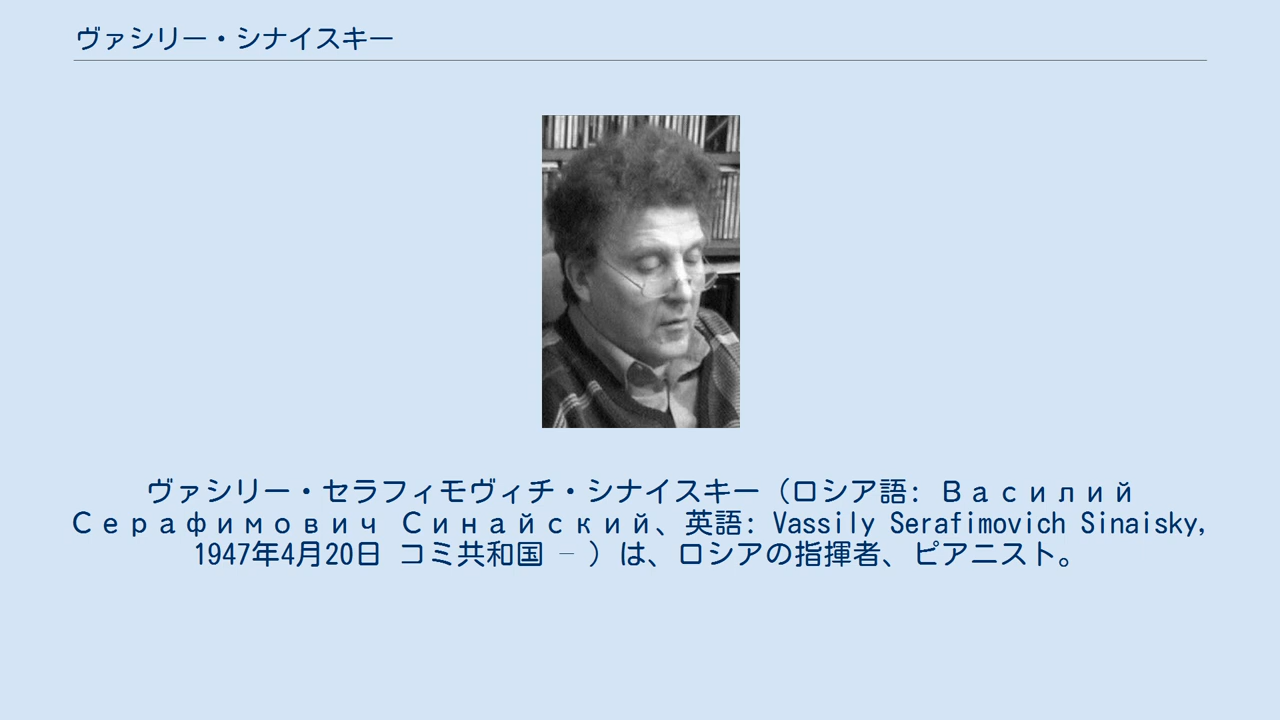 ヴァシリー・シナイスキー
ヴァシリー・セラフィモヴィチ・シナイスキー（ロシア語: Василий
Серафимович Синайский、英語: Vassily Serafimovich Sinaisky,
1947年4月20日 コミ共和国 – ）は、ロシアの指揮者、ピアニスト。